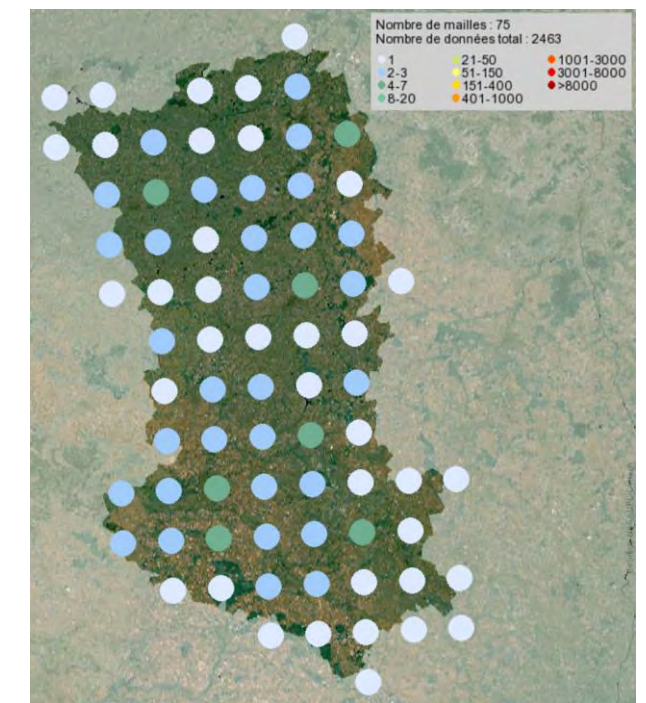 Nombre de mailles : 75
Nombre de données total : 2463
1 21-50 1001-3000
2-3 51-150 3001-8000
4-7 151-400 >8000
8-20 401-1000